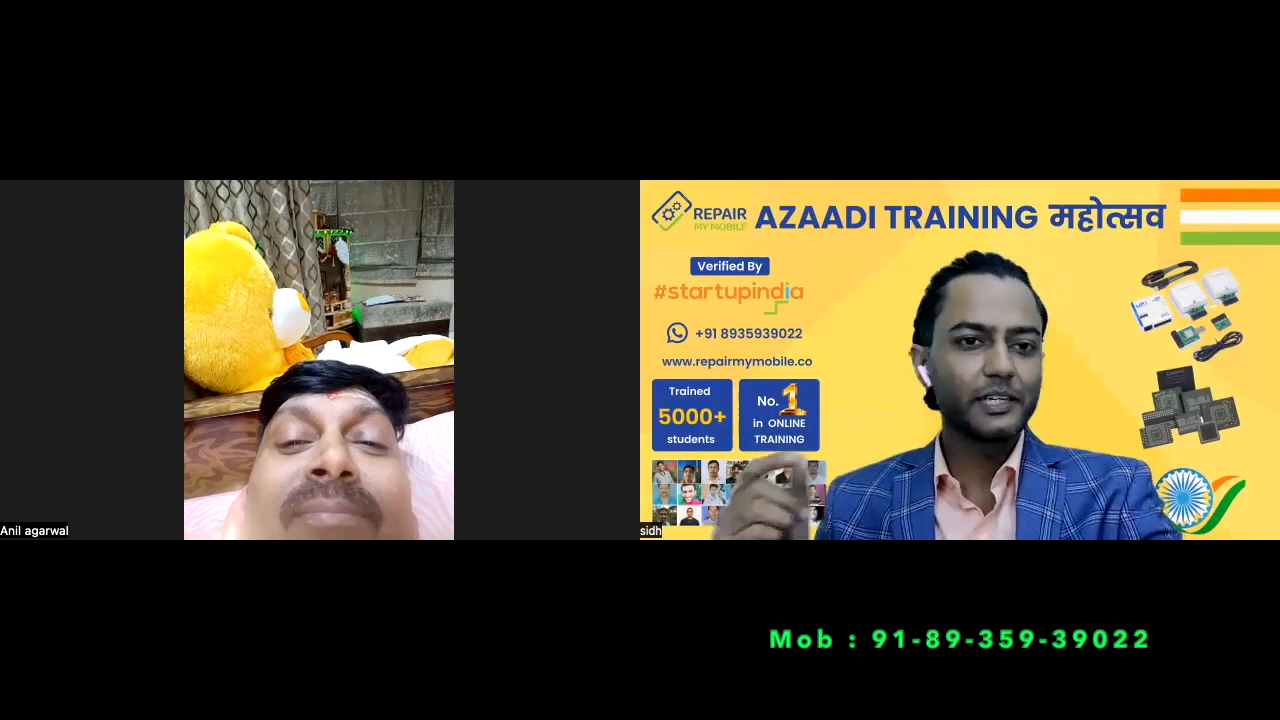 REPAIR
MY MOBILE
AZAADI TRAINING महोत्सव
Verified By
#startupindia
+91 8935939022
www.repairmymobile.co
Trained
5000+
students
No. 1
in ONLINE
TRAINING
Anil agarwal
sidh
Mob : 91-89-359-39022